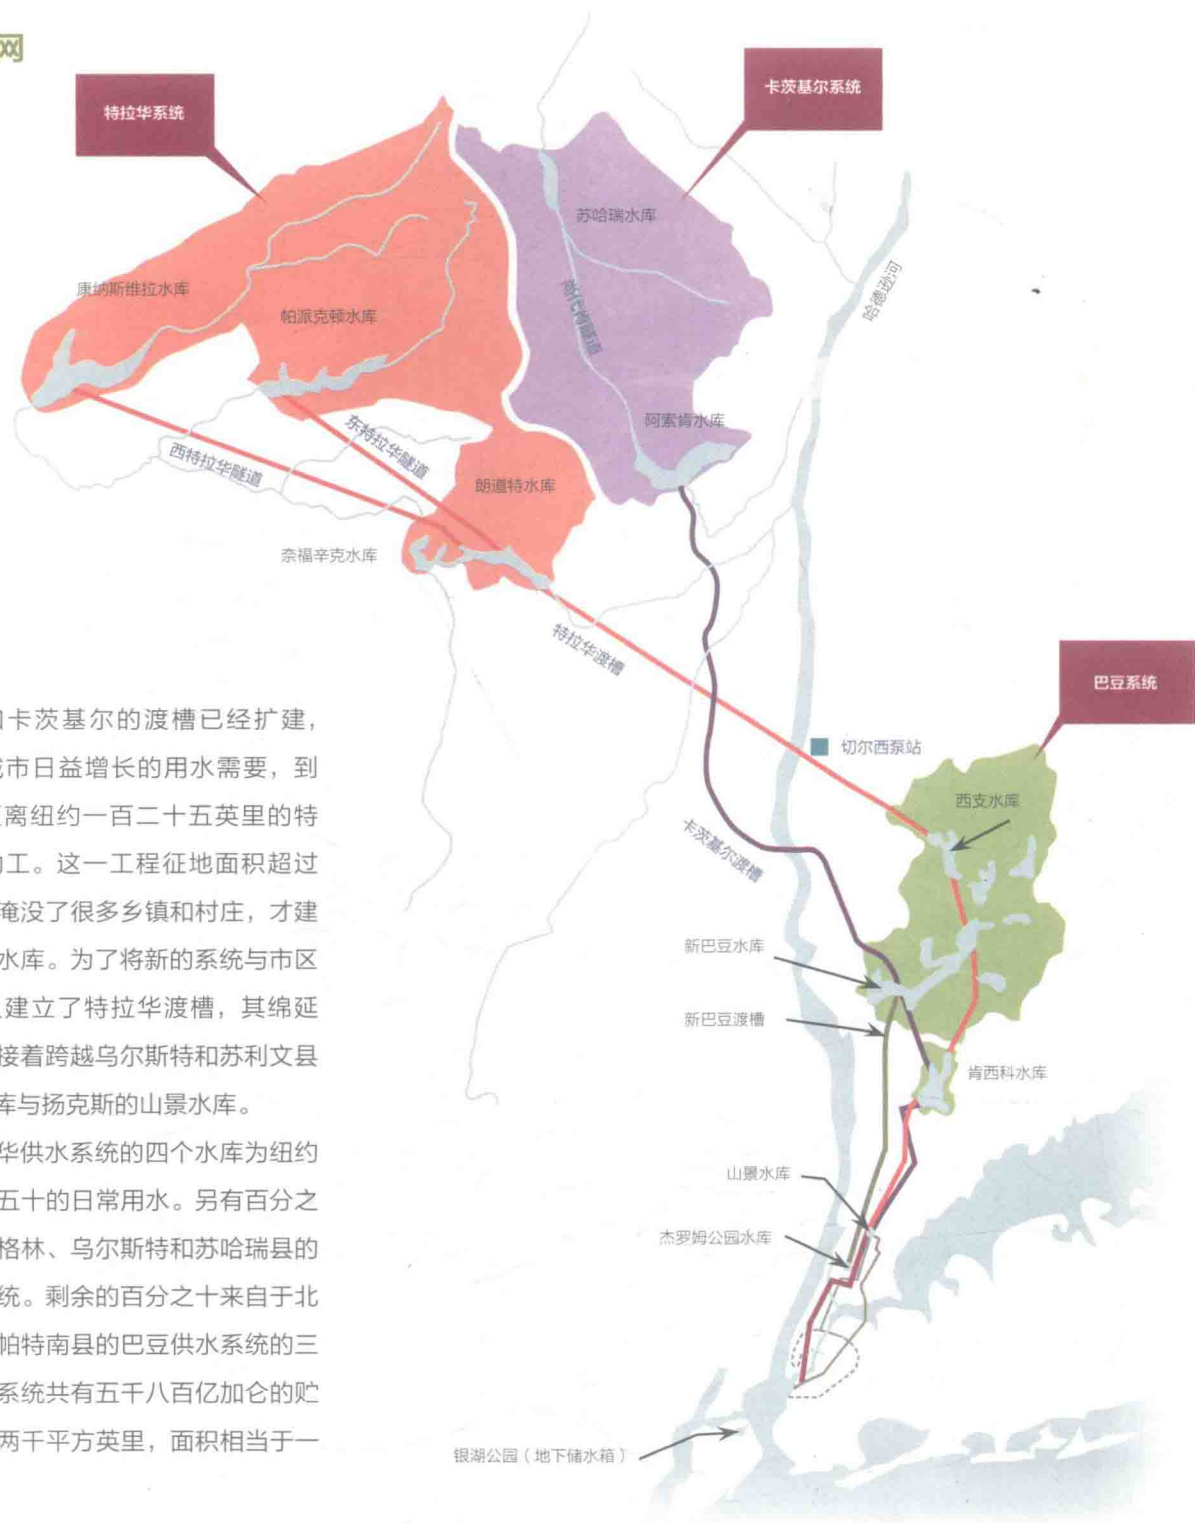 网
特拉华系统
卡茨基尔系统
苏哈瑞水库
康纳斯维拉水库
帕派克顿水库
哈德逊河
尚代肯隧道
阿索肯水库
东特拉华隧道
西特拉华隧道
朗道特水库
奈福辛克水库
特拉华渡槽
巴豆系统
切尔西泵站
西支水库
卡茨基尔渡槽
新巴豆水库
新巴豆渡槽
肯西科水库
山景水库
杰罗姆公园水库
银湖公园（地下储水箱）
卡茨基尔的渡槽已经扩建，
市日益增长的用水需要，到
离纽约一百二十五英里的特
工。这一工程征地面积超过
淹没了很多乡镇和村庄，才建
水库。为了将新的系统与市区
建立了特拉华渡槽，其绵延
接着跨越乌尔斯特和苏利文县
库与扬克斯的山景水库。
华供水系统的四个水库为纽约
五十的日常用水。另有百分之
格林、乌尔斯特和苏哈瑞县的
统。剩余的百分之十来自于北
帕特南县的巴豆供水系统的三
系统共有五千八百亿加仑的贮
两千平方英里，面积相当于一